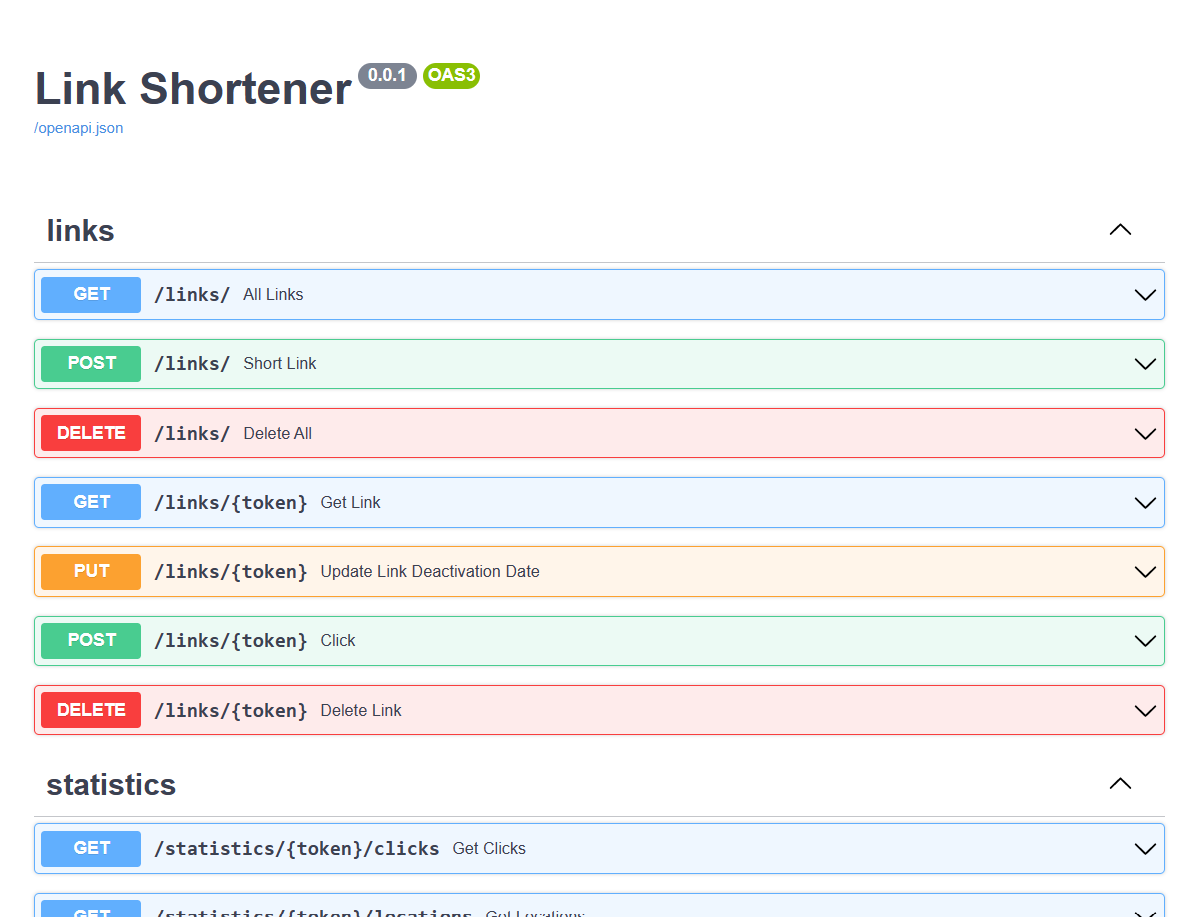 Link Shortener 0.0.1 OAS3
/openapi.json
links
GET /links/ All Links
POST /links/ Short Link
DELETE /links/ Delete All
GET /links/{token} Get Link
PUT /links/{token} Update Link Deactivation Date
POST /links/{token} Click
DELETE /links/{token} Delete Link
statistics
GET /statistics/{token}/clicks Get Clicks
GET /statistics/{token}/locations Get Locations